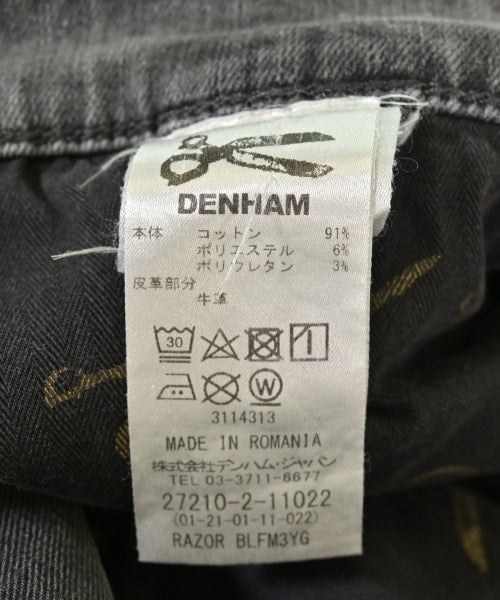 DENHAM
本体 コットン 91%
ポリエステル 6%
ポリウレタン 3%
皮革部分
牛革
30
W
3114313
MADE IN ROMANIA
株式会社デンハム・ジャパン
TEL 03-3711-6677
27210-2-11022
(01-21-01-11-022)
RAZOR BLFM3YG